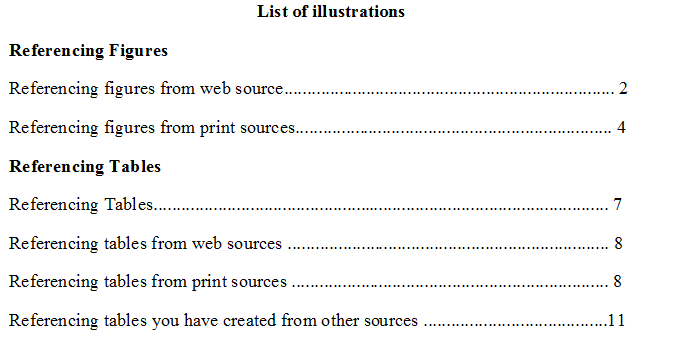 List of illustrations
Referencing Figures
Referencing figures from web source........................................................................ 2
Referencing figures from print sources..................................................................... 4
Referencing Tables
Referencing Tables.................................................................................................... 7
Referencing tables from web sources ...................................................................... 8
Referencing tables from print sources ..................................................................... 8
Referencing tables you have created from other sources ........................................11